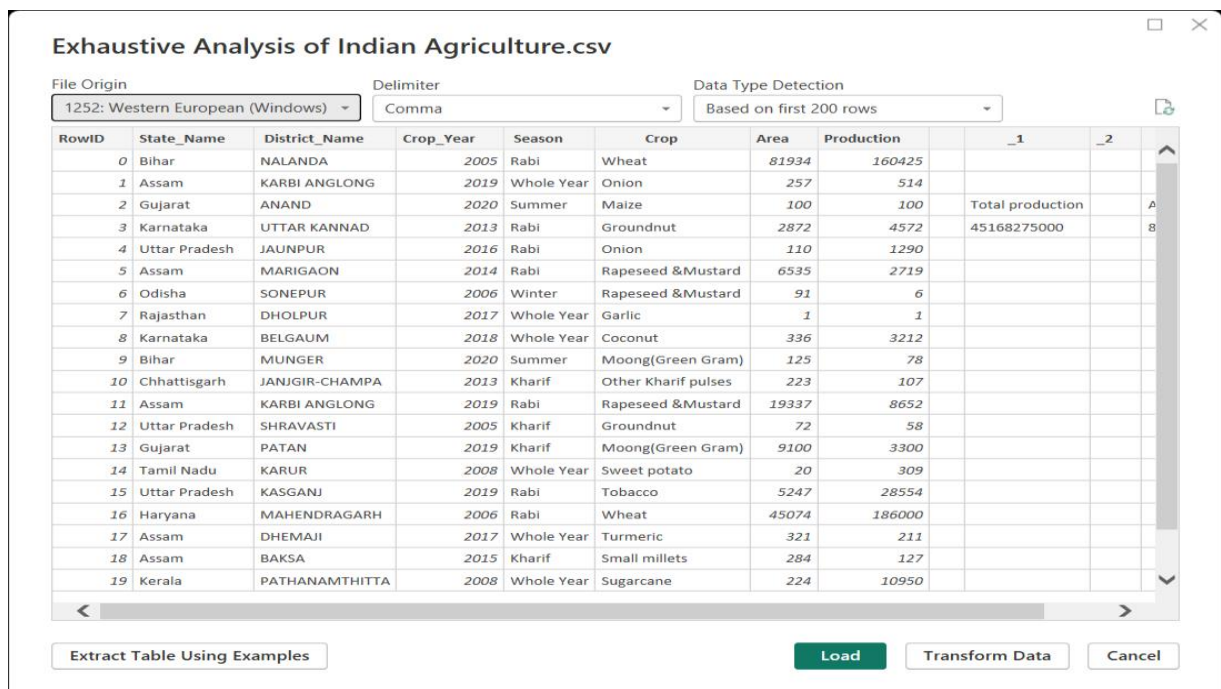 Exhaustive Analysis of Indian Agriculture.csv
File Origin Delimiter Data Type Detection
1252: Western European (Windows) Comma Based on first 200 rows
RowID State_Name District_Name Crop_Year Season Crop Area Production _1 _2
0 Bihar NALANDA 2005 Rabi Wheat 81934 160425
1 Assam KARBI ANGLONG 2019 Whole Year Onion 257 514
2 Gujarat ANAND 2020 Summer Maize 100 100 Total production A
3 Karnataka UTTAR KANNAD 2013 Rabi Groundnut 2872 4572 45168275000 8
4 Uttar Pradesh JAUNPUR 2016 Rabi Onion 110 1290
5 Assam MARIGAON 2014 Rabi Rapeseed &Mustard 6535 2719
6 Odisha SONEPUR 2006 Winter Rapeseed &Mustard 91 6
7 Rajasthan DHOLPUR 2017 Whole Year Garlic 1 1
8 Karnataka BELGAUM 2018 Whole Year Coconut 336 3212
9 Bihar MUNGER 2020 Summer Moong(Green Gram) 125 78
10 Chhattisgarh JANJGIR-CHAMPA 2013 Kharif Other Kharif pulses 223 107
11 Assam KARBI ANGLONG 2019 Rabi Rapeseed &Mustard 19337 8652
12 Uttar Pradesh SHRAVASTI 2005 Kharif Groundnut 72 58
13 Gujarat PATAN 2019 Kharif Moong(Green Gram) 9100 3300
14 Tamil Nadu KARUR 2008 Whole Year Sweet potato 20 309
15 Uttar Pradesh KASGANJ 2019 Rabi Tobacco 5247 28554
16 Haryana MAHENDRAGARH 2006 Rabi Wheat 45074 186000
17 Assam DHEMAJI 2017 Whole Year Turmeric 321 211
18 Assam BAKSA 2015 Kharif Small millets 284 127
19 Kerala PATHANAMTHITTA 2008 Whole Year Sugarcane 224 10950
Extract Table Using Examples Load Transform Data Cancel